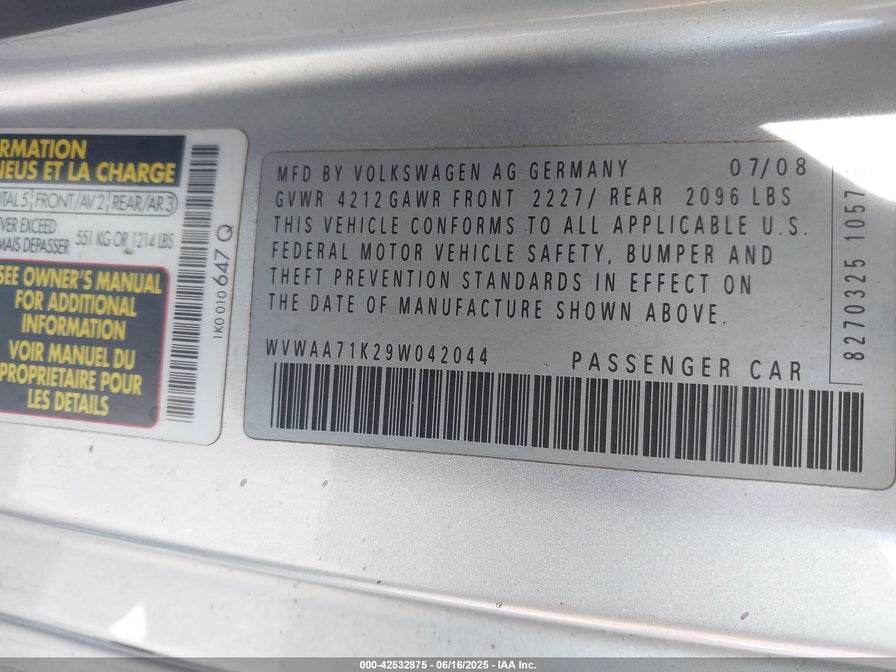 RMATION
NEUS ET LA CHARGE
TOTAL 5 FRONT/AV 2 REAR/AR 3
VER EXCEED
MAIS DEPASSER 551 KG OR 1214 LBS
SEE OWNER'S MANUAL
FOR ADDITIONAL
INFORMATION
VOIR MANUEL DU
PROPRIETAIRE POUR
LES DETAILS
1K0 010 647 Q
MFD BY VOLKSWAGEN AG GERMANY 07/08
GVWR 4212 GAWR FRONT 2227/ REAR 2096 LBS
THIS VEHICLE CONFORMS TO ALL APPLICABLE U.S.
FEDERAL MOTOR VEHICLE SAFETY, BUMPER AND
THEFT PREVENTION STANDARDS IN EFFECT ON
THE DATE OF MANUFACTURE SHOWN ABOVE.
WVWAA71K29W042044 PASSENGER CAR
8270325 1057
000-42532875 - 06/16/2025 - IAA Inc.